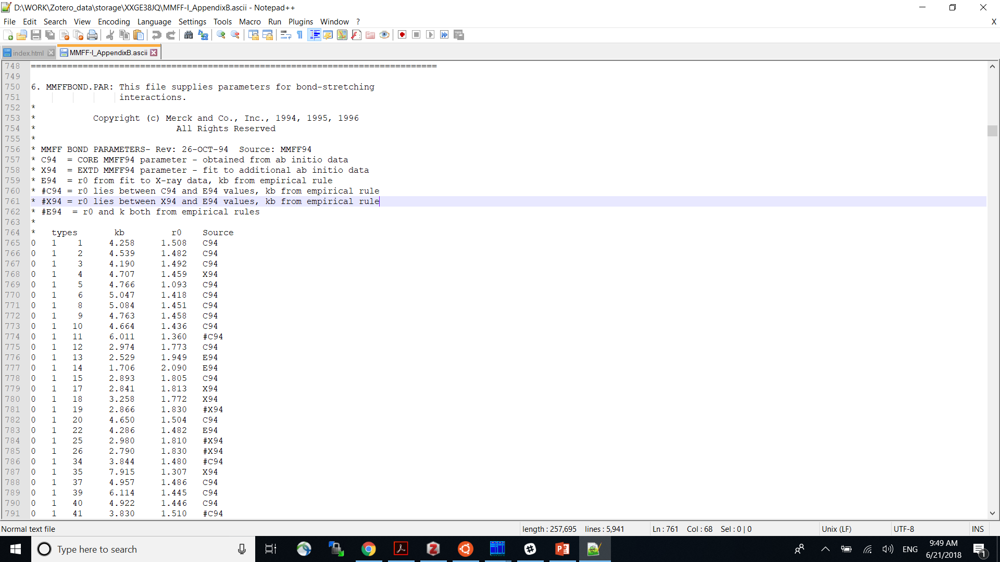 D:\WORK\Zotero_data\storage\XXGE38JQ\MMFF-I_AppendixB.ascii - Notepad++
File Edit Search View Encoding Language Settings Tools Macro Run Plugins Window ? X
index.html MMFF-I_AppendixB.ascii
748 ==============================================================================
749
750 6. MMFFBOND.PAR: This file supplies parameters for bond-stretching
751 interactions.
752 *
753 * Copyright (c) Merck and Co., Inc., 1994, 1995, 1996
754 * All Rights Reserved
755 *
756 * MMFF BOND PARAMETERS- Rev: 26-OCT-94 Source: MMFF94
757 * C94 = CORE MMFF94 parameter - obtained from ab initio data
758 * X94 = EXTD MMFF94 parameter - fit to additional ab initio data
759 * E94 = r0 from fit to X-ray data, kb from empirical rule
760 * #C94 = r0 lies between C94 and E94 values, kb from empirical rule
761 * #X94 = r0 lies between X94 and E94 values, kb from empirical rule
762 * #E94 = r0 and k both from empirical rules
763 *
764 * types kb r0 Source
765 0 1 1 4.258 1.508 C94
766 0 1 2 4.539 1.482 C94
767 0 1 3 4.190 1.492 C94
768 0 1 4 4.707 1.459 X94
769 0 1 5 4.766 1.093 C94
770 0 1 6 5.047 1.418 C94
771 0 1 8 5.084 1.451 C94
772 0 1 9 4.763 1.458 C94
773 0 1 10 4.664 1.436 C94
774 0 1 11 6.011 1.360 #C94
775 0 1 12 2.974 1.773 C94
776 0 1 13 2.529 1.949 E94
777 0 1 14 1.706 2.090 E94
778 0 1 15 2.893 1.805 C94
779 0 1 17 2.841 1.813 X94
780 0 1 18 3.258 1.772 X94
781 0 1 19 2.866 1.830 #X94
782 0 1 20 4.650 1.504 C94
783 0 1 22 4.286 1.482 E94
784 0 1 25 2.980 1.810 #X94
785 0 1 26 2.790 1.830 #X94
786 0 1 34 3.844 1.480 #C94
787 0 1 35 7.915 1.307 X94
788 0 1 37 4.957 1.486 C94
789 0 1 39 6.114 1.445 C94
790 0 1 40 4.922 1.446 C94
791 0 1 41 3.830 1.510 #C94
Normal text file length : 257,695 lines : 5,941 Ln : 761 Col : 68 Sel : 0 | 0 Unix (LF) UTF-8 INS
Type here to search ENG 9:49 AM
6/21/2018 1